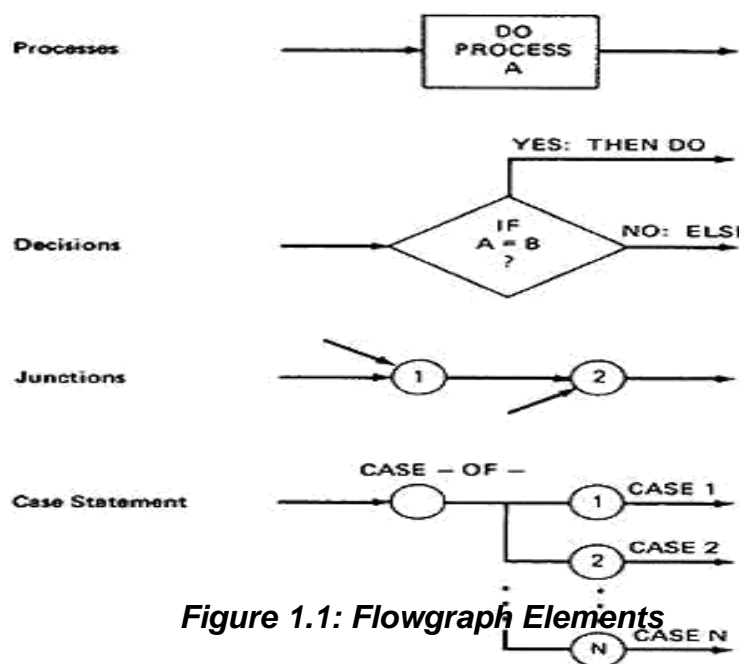 DO
Processes PROCESS
A
YES: THEN DO
IF
Decisions A = B NO: ELSE
?
Junctions 1 2
CASE – OF –
Case Statement 1 CASE 1
2 CASE 2
Figure 1.1: Flowgraph Elements
N CASE N